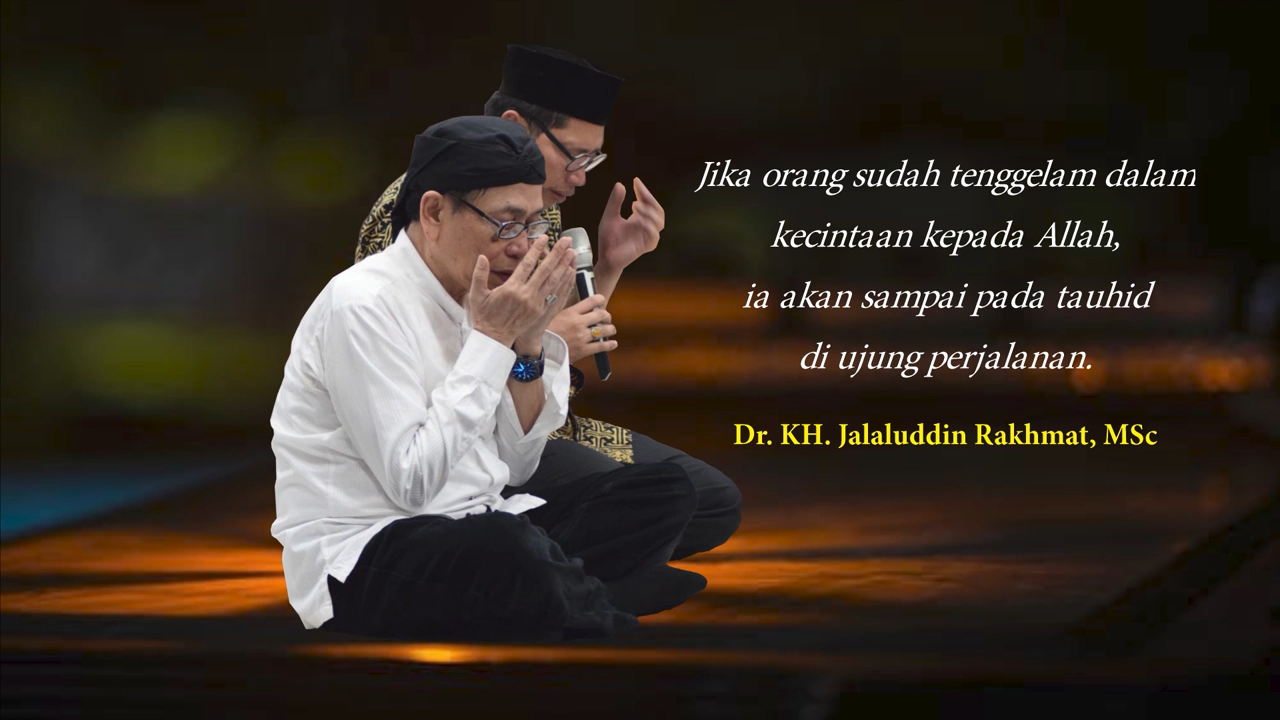 Jika orang sudah tenggelam dalam
kecintaan kepada Allah,
ia akan sampai pada tauhid
di ujung perjalanan.
Dr. KH. Jalaluddin Rakhmat, MSc